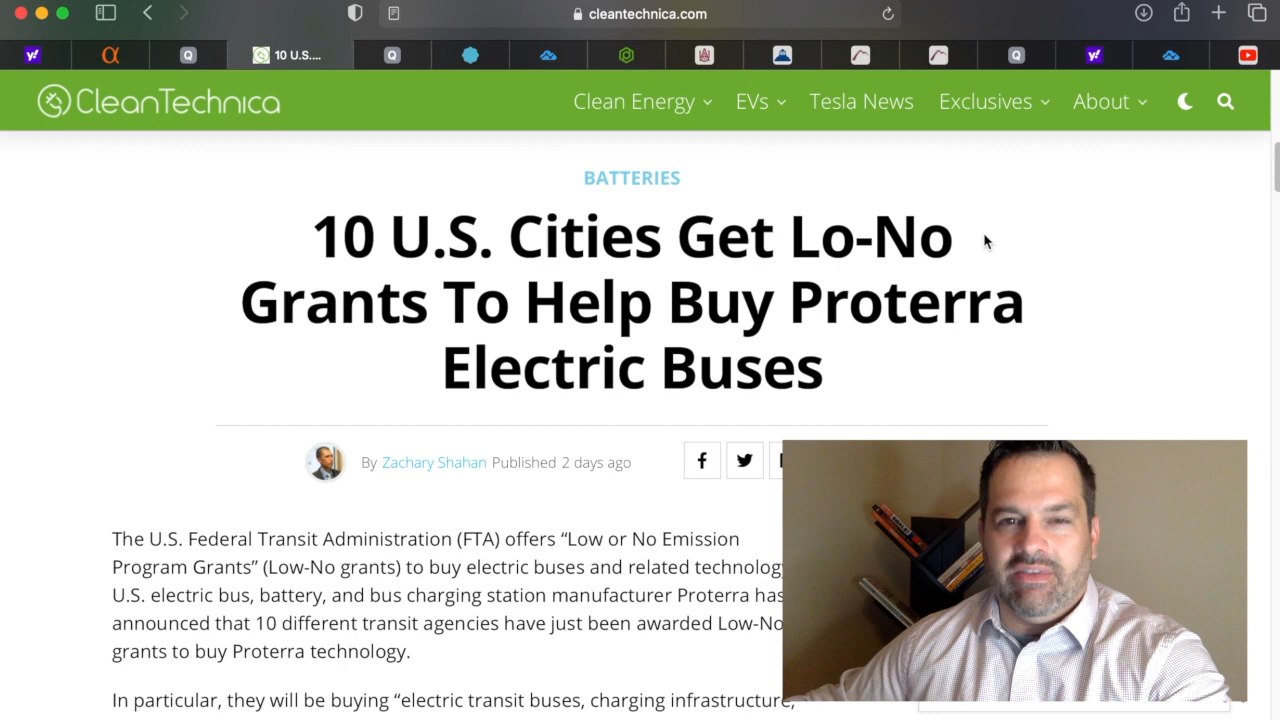 cleantechnica.com
10 U.S....
CleanTechnica
Clean Energy
EVs
Tesla News
Exclusives
About
BATTERIES
10 U.S. Cities Get Lo-No
Grants To Help Buy Proterra
Electric Buses
By Zachary Shahan Published 2 days ago
The U.S. Federal Transit Administration (FTA) offers “Low or No Emission
Program Grants” (Low-No grants) to buy electric buses and related technology
U.S. electric bus, battery, and bus charging station manufacturer Proterra has
announced that 10 different transit agencies have just been awarded Low-No
grants to buy Proterra technology.
In particular, they will be buying “electric transit buses, charging infrastructure,